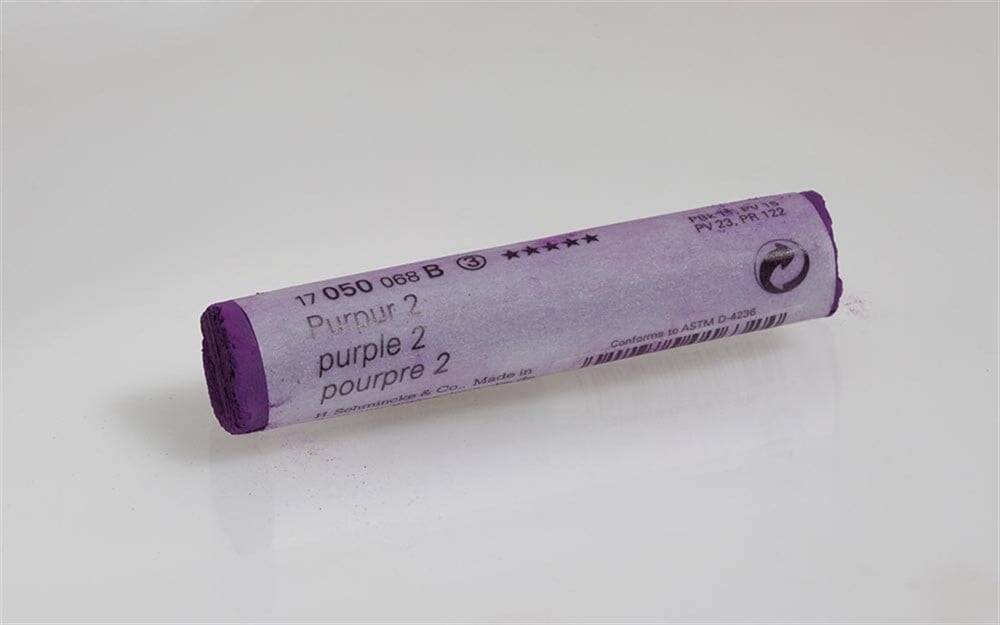 17 050 068 B ③ ★★★★★
Purpur 2
purple 2
pourpre 2
H. Schmincke & Co., Made in
PV 15
PV 23, PR 122
Conforms to ASTM D-4236